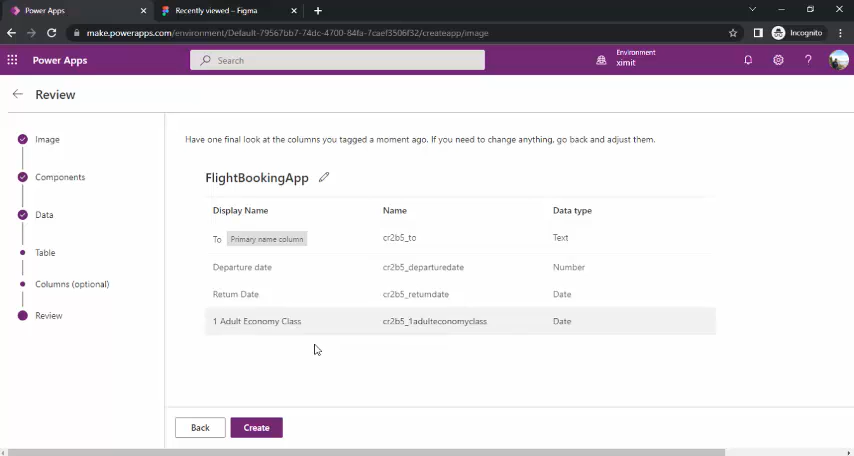 Power Apps
Recently viewed – Figma
make.powerapps.com/environment/Default-79567bb7-74dc-4700-84fa-7caef3506f32/createapp/image
Incognito
Power Apps
Search
Environment
ximit
Review
Image
Components
Data
Table
Columns (optional)
Review
Have one final look at the columns you tagged a moment ago. If you need to change anything, go back and adjust them.
FlightBookingApp
Display Name Name Data type
To Primary name column cr2b5_to Text
Departure date cr2b5_departuredate Number
Return Date cr2b5_returndate Date
1 Adult Economy Class cr2b5_1adulteconomyclass Date
Back Create